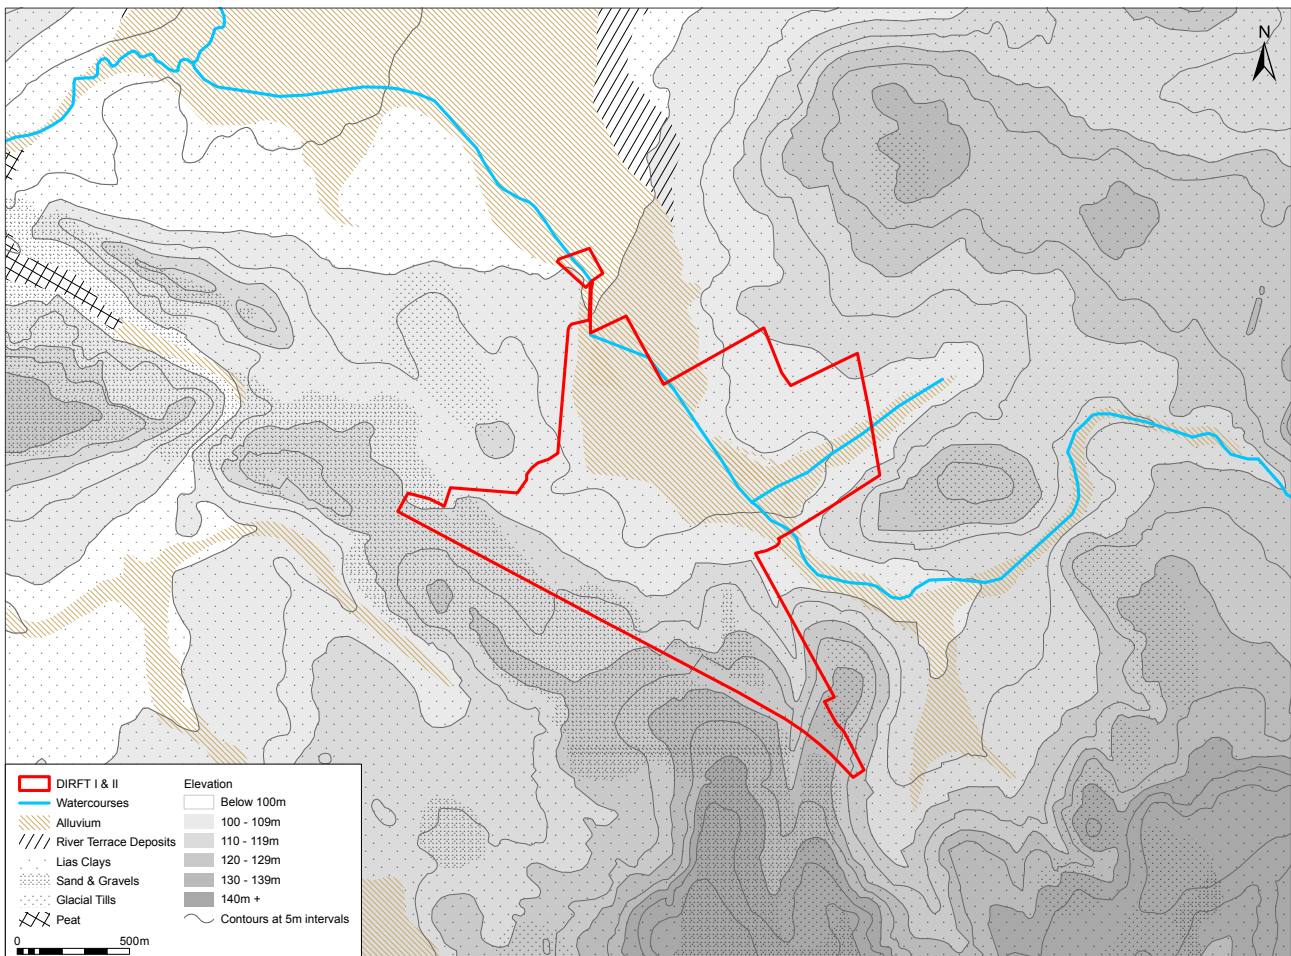 N
DIRFT I & II
Watercourses
Alluvium
River Terrace Deposits
Lias Clays
Sand & Gravels
Glacial Tills
Peat
0 500m
Elevation
Below 100m
100 - 109m
110 - 119m
120 - 129m
130 - 139m
140m +
Contours at 5m intervals